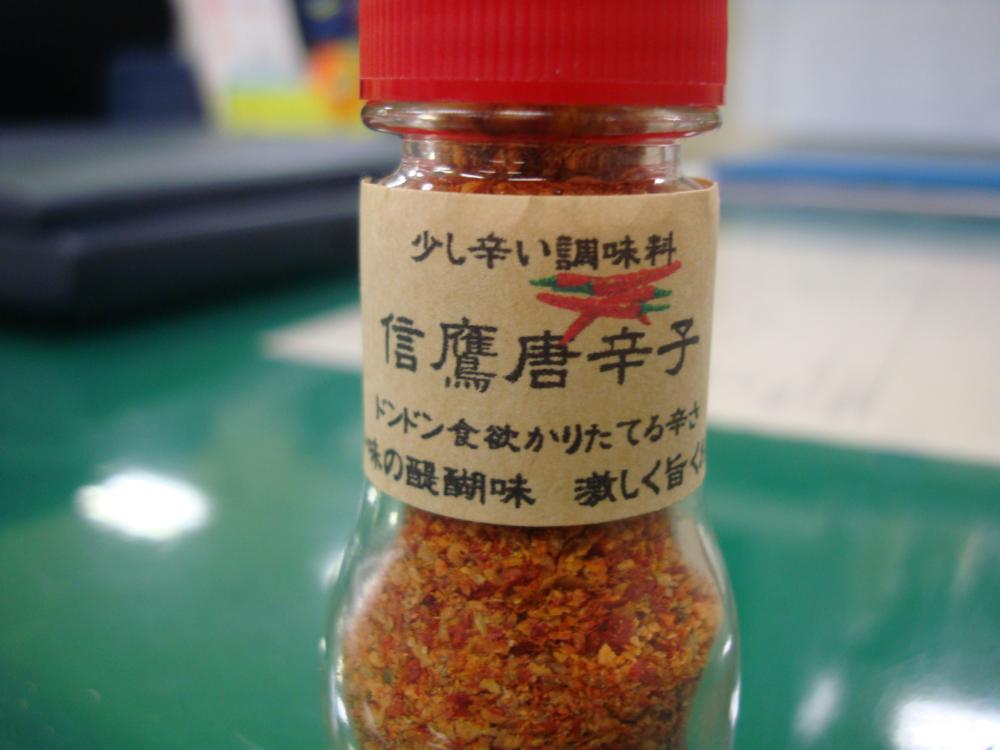 少し辛い調味料
信鷹唐辛子
ドンドン食欲かりたてる辛さ
味の醍醐味　激しく旨く